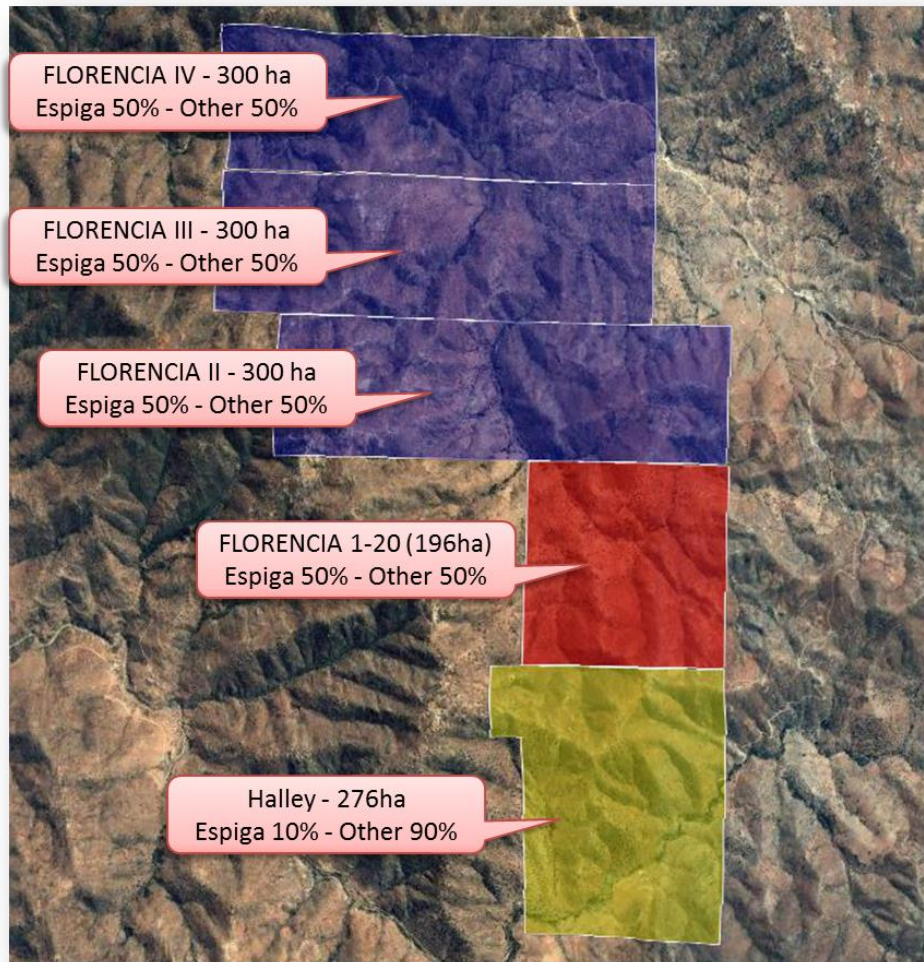 FLORENCIA IV - 300 ha
Espiga 50% - Other 50%
FLORENCIA III - 300 ha
Espiga 50% - Other 50%
FLORENCIA II - 300 ha
Espiga 50% - Other 50%
FLORENCIA 1-20 (196ha)
Espiga 50% - Other 50%
Halley - 276ha
Espiga 10% - Other 90%